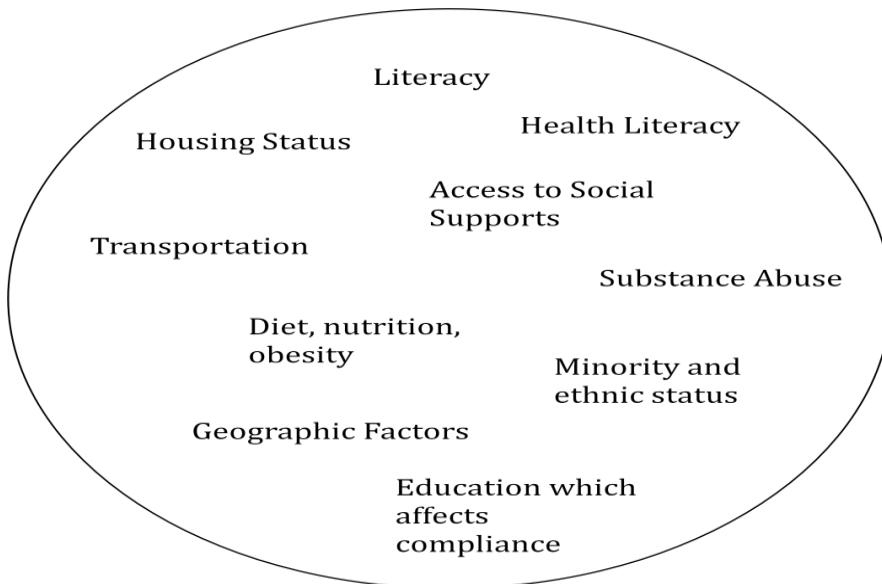 Literacy
Health Literacy
Housing Status
Access to Social
Supports
Transportation
Substance Abuse
Diet, nutrition,
obesity
Minority and
ethnic status
Geographic Factors
Education which
affects
compliance